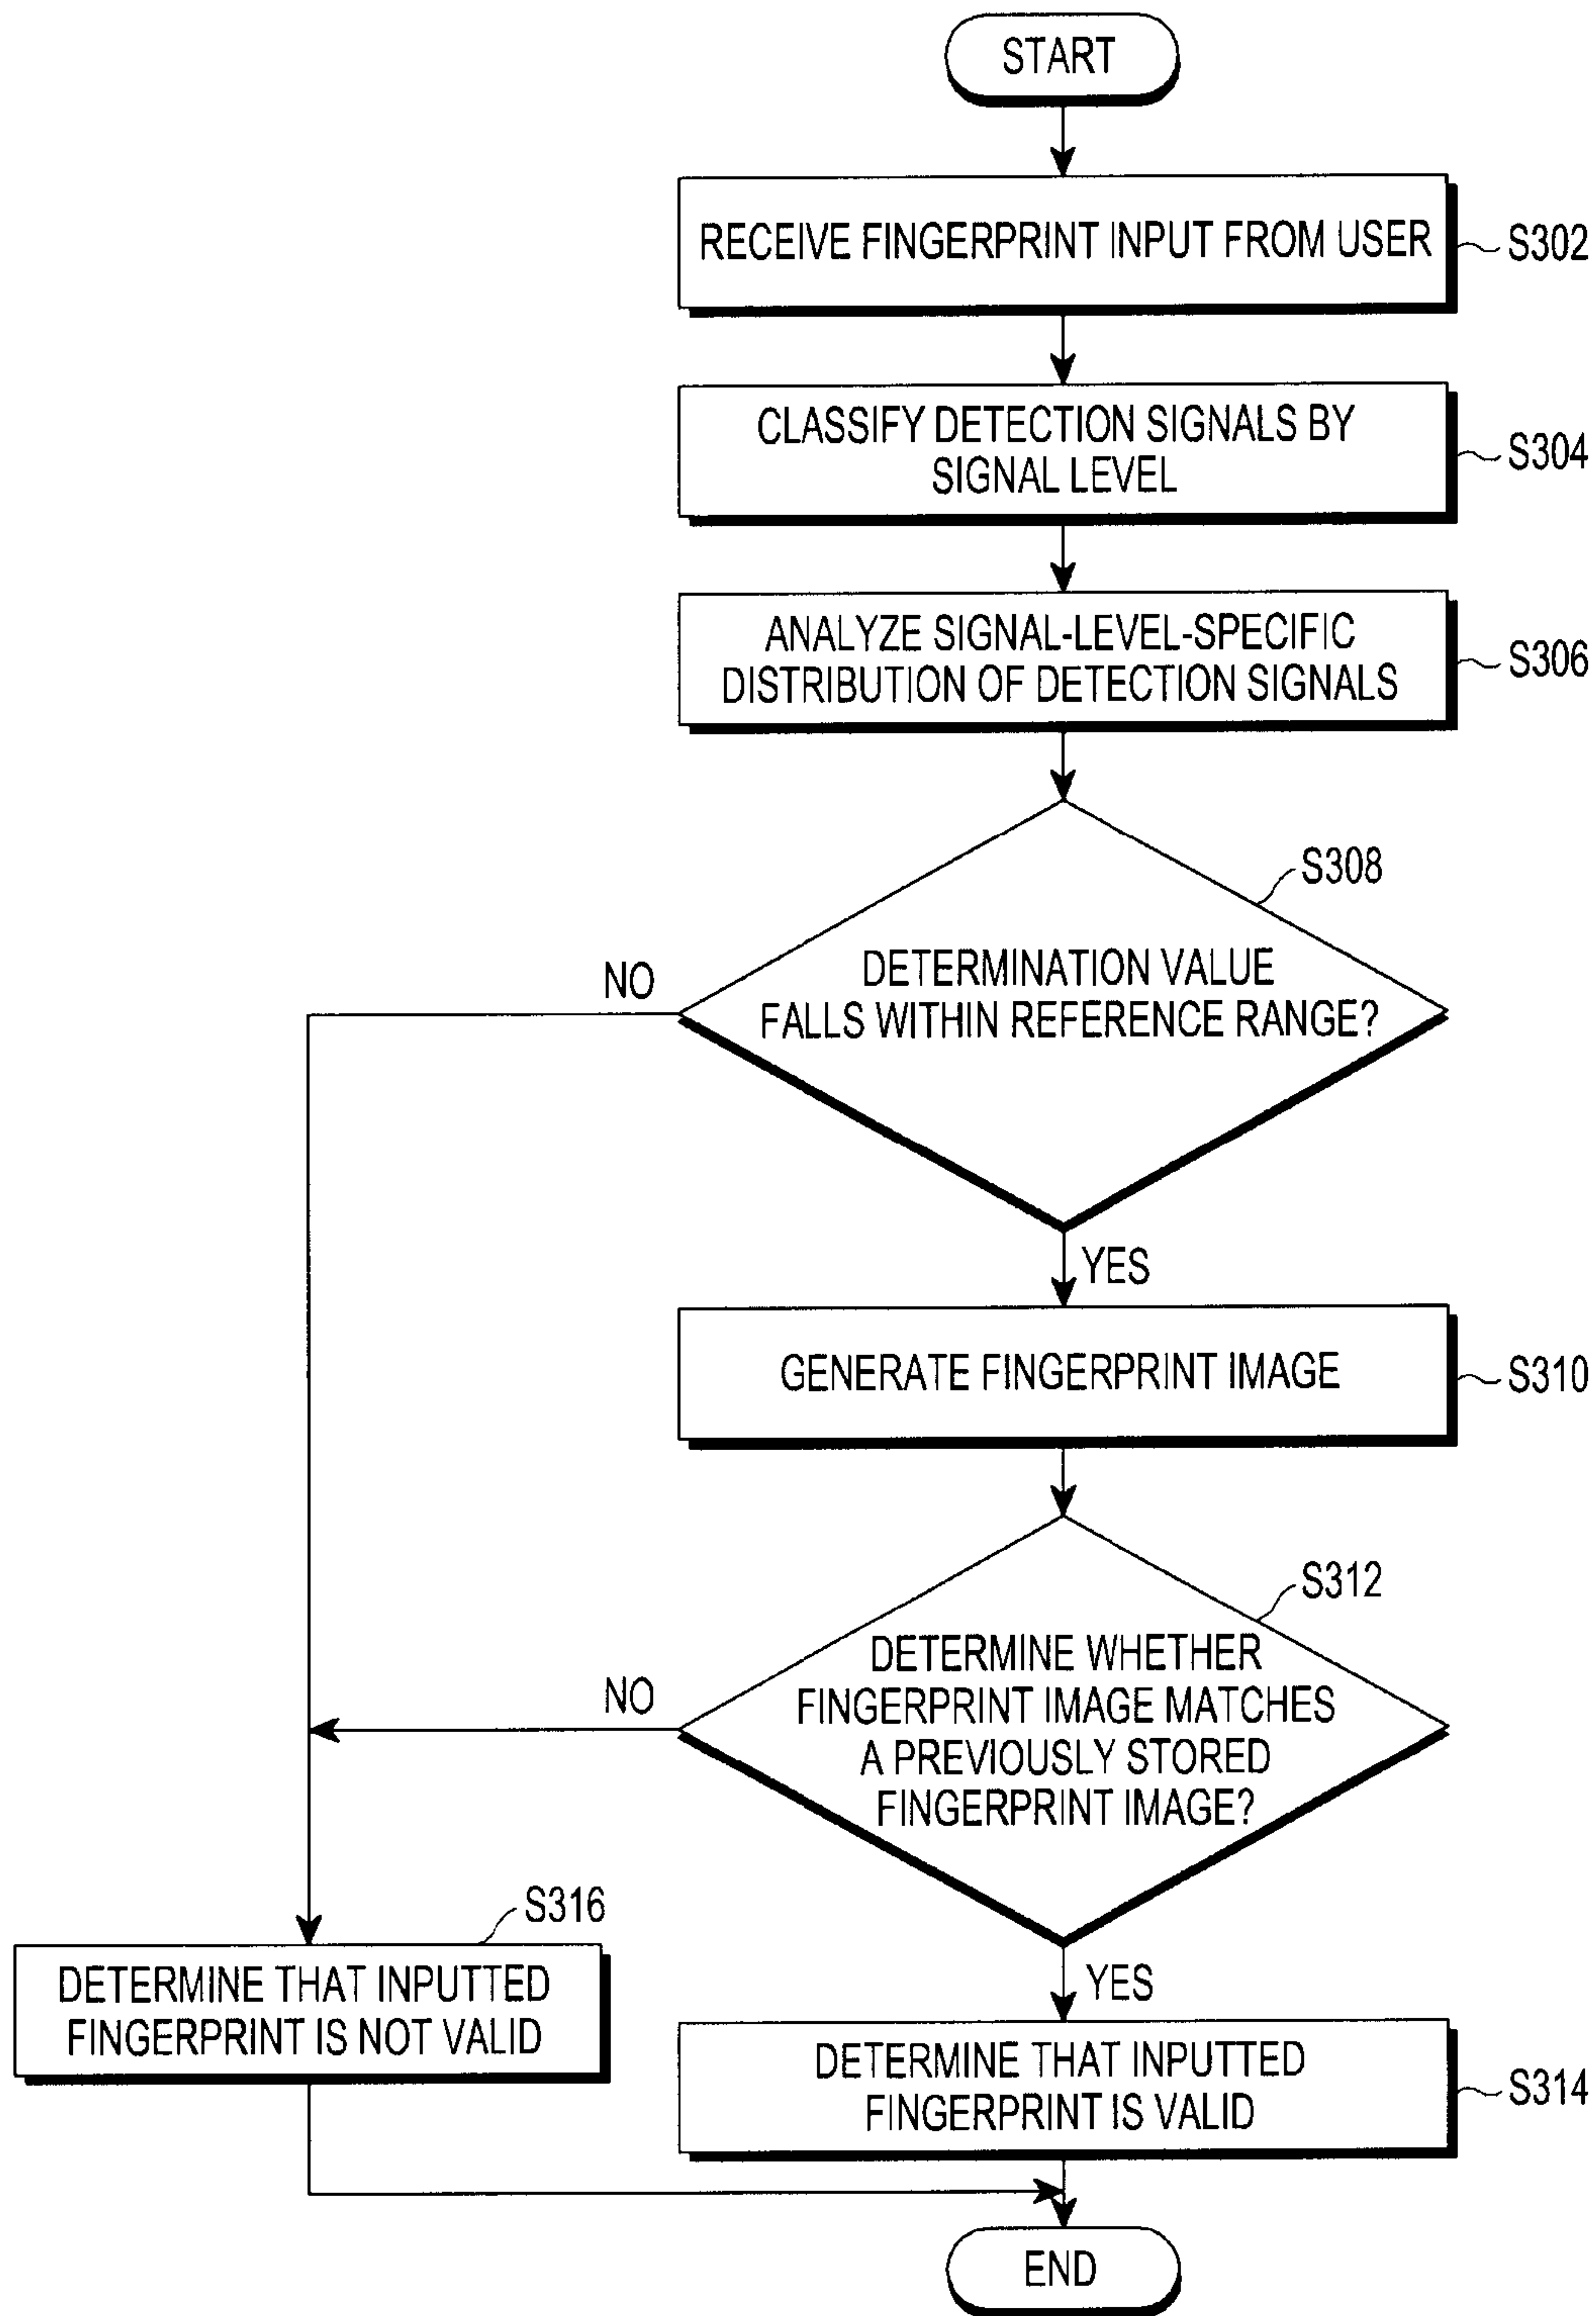 START
RECEIVE FINGERPRINT INPUT FROM USER
S302
CLASSIFY DETECTION SIGNALS BY
SIGNAL LEVEL
S304
ANALYZE SIGNAL-LEVEL-SPECIFIC
DISTRIBUTION OF DETECTION SIGNALS
S306
S308
DETERMINATION VALUE
FALLS WITHIN REFERENCE RANGE?
NO
YES
GENERATE FINGERPRINT IMAGE
S310
S312
DETERMINE WHETHER
FINGERPRINT IMAGE MATCHES
A PREVIOUSLY STORED
FINGERPRINT IMAGE?
NO
YES
S316
DETERMINE THAT INPUTTED
FINGERPRINT IS NOT VALID
DETERMINE THAT INPUTTED
FINGERPRINT IS VALID
S314
END